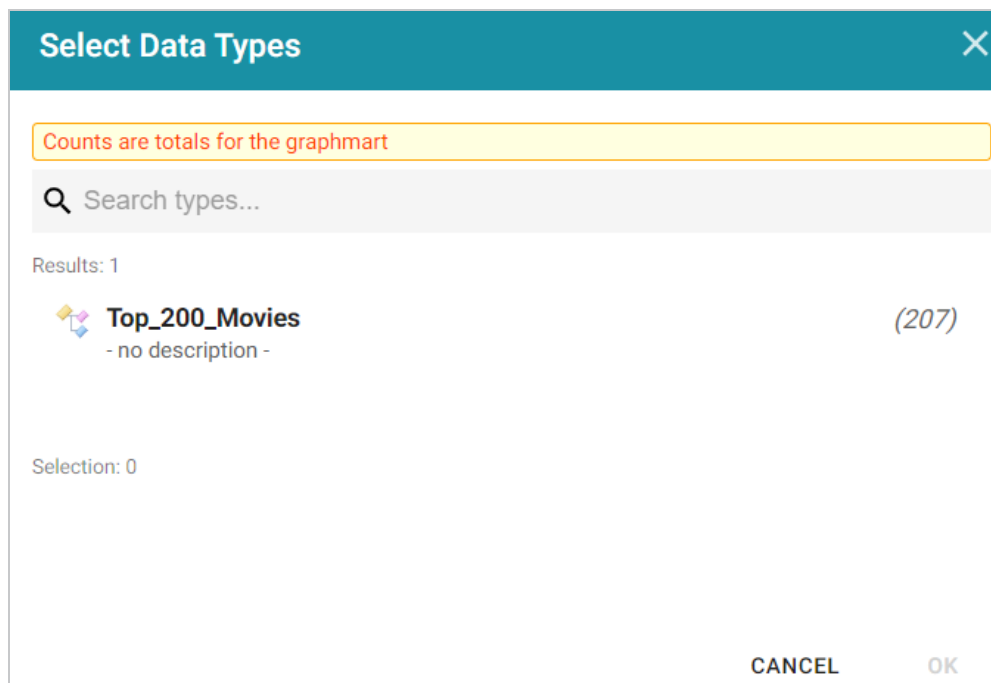 Select Data Types
Counts are totals for the graphmart
Search types...
Results: 1
Top_200_Movies (207)
- no description -
Selection: 0
CANCEL OK